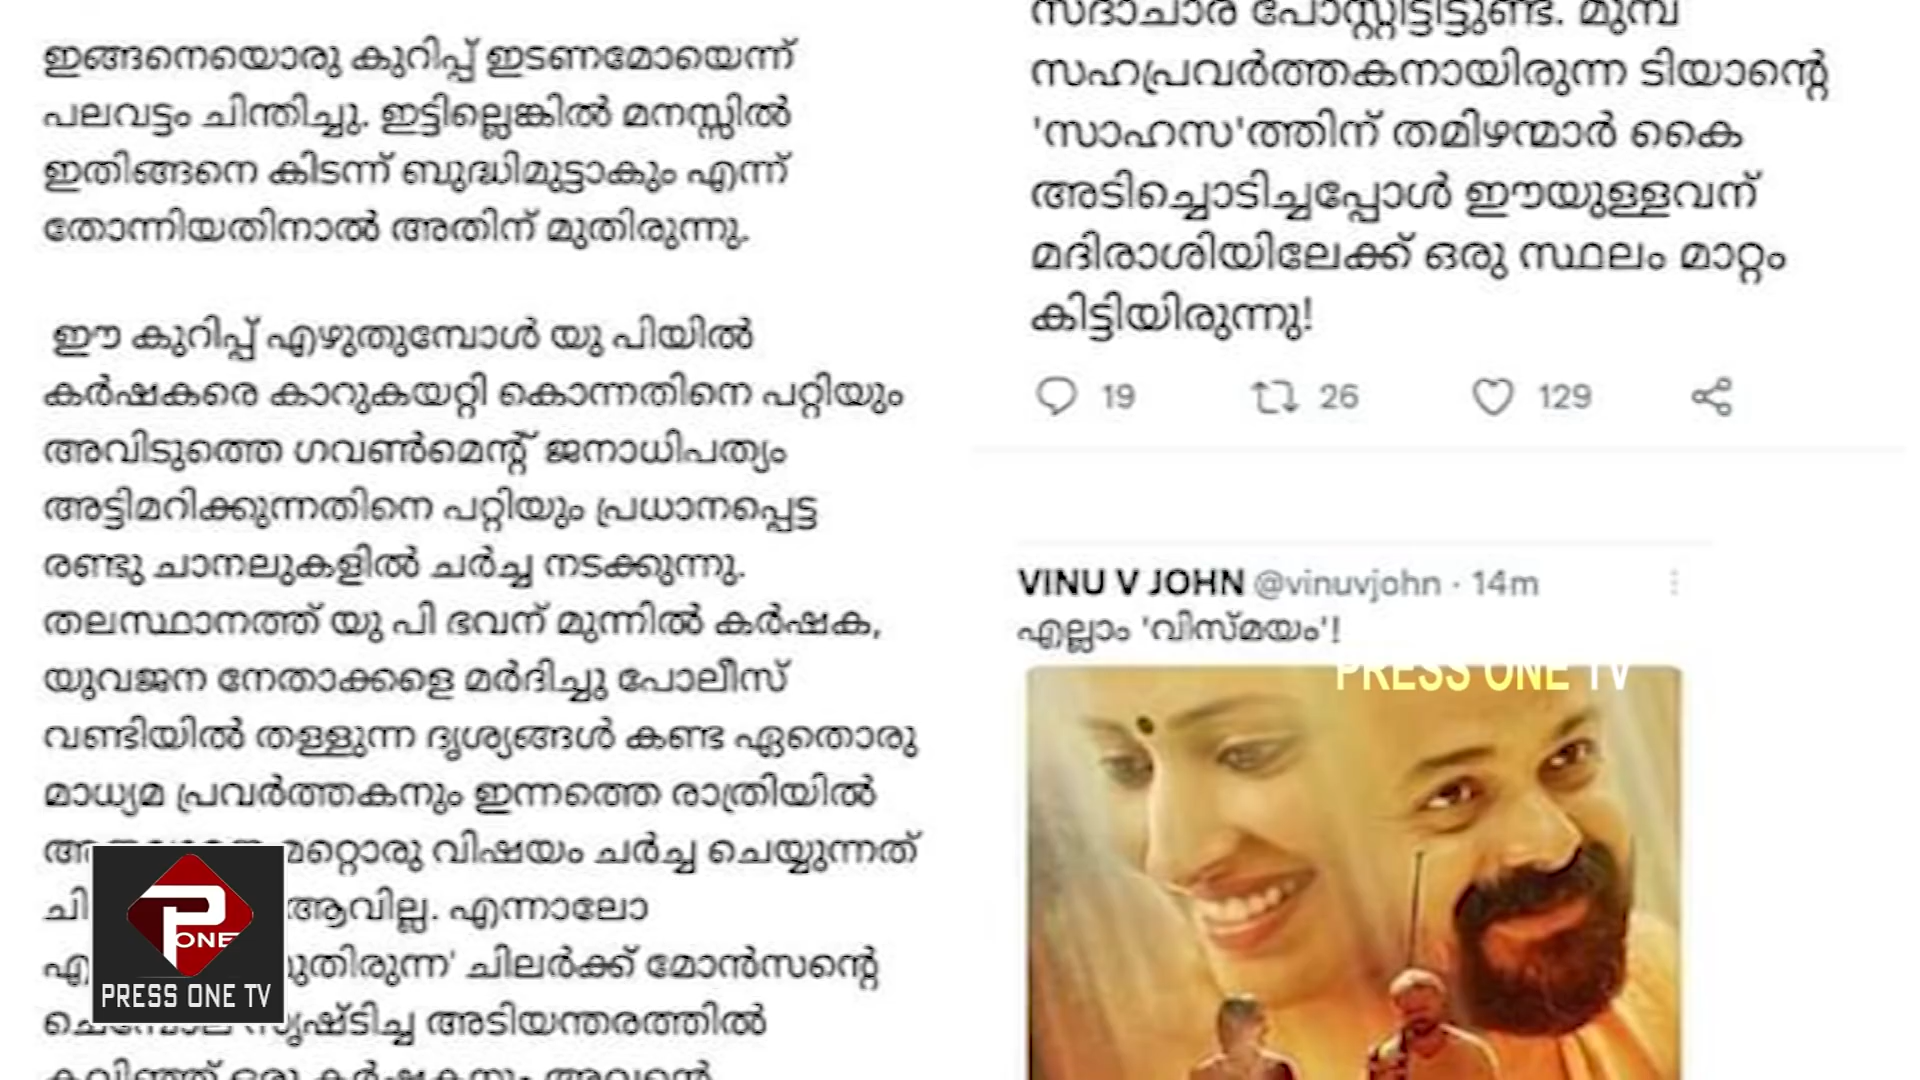 ഇങ്ങനെയൊരു കുറിപ്പ് ഇടണമോയെന്ന്
പലവട്ടം ചിന്തിച്ചു. ഇട്ടില്ലെങ്കിൽ മനസ്സിൽ
ഇതിങ്ങനെ കിടന്ന് ബുദ്ധിമുട്ടാകും എന്ന്
തോന്നിയതിനാൽ അതിന് മുതിരുന്നു.
ഈ കുറിപ്പ് എഴുതുമ്പോൾ യു പിയിൽ
കർഷകരെ കാറുകയറ്റി കൊന്നതിനെ പറ്റിയും
അവിടുത്തെ ഗവൺമെന്റ് ജനാധിപത്യം
അട്ടിമറിക്കുന്നതിനെ പറ്റിയും പ്രധാനപ്പെട്ട
രണ്ടു ചാനലുകളിൽ ചർച്ച നടക്കുന്നു.
തലസ്ഥാനത്ത് യു പി ഭവന് മുന്നിൽ കർഷക,
യുവജന നേതാക്കളെ മർദിച്ചു പോലീസ്
വണ്ടിയിൽ തള്ളുന്ന ദൃശ്യങ്ങൾ കണ്ട ഏതൊരു
മാധ്യമ പ്രവർത്തകനും ഇന്നത്തെ രാത്രിയിൽ
മറ്റൊരു വിഷയം ചർച്ച ചെയ്യുന്നത്
ആവില്ല. എന്നാലോ
ചിലർക്ക് മോൻസന്റെ
സൃഷ്ടിച്ച അടിയന്തരത്തിൽ
സദാചാര പോസ്റ്റിട്ടിട്ടുണ്ട്. മുമ്പ്
സഹപ്രവർത്തകനായിരുന്ന ടിയാന്റെ
'സാഹസ'ത്തിന് തമിഴന്മാർ കൈ
അടിച്ചൊടിച്ചപ്പോൾ ഈയുള്ളവന്
മദിരാശിയിലേക്ക് ഒരു സ്ഥലം മാറ്റം
കിട്ടിയിരുന്നു!
19 26 129
VINU V JOHN @vinuvjohn · 14m
എല്ലാം 'വിസ്മയം'!
PRESS ONE TV
P ONE
PRESS ONE TV